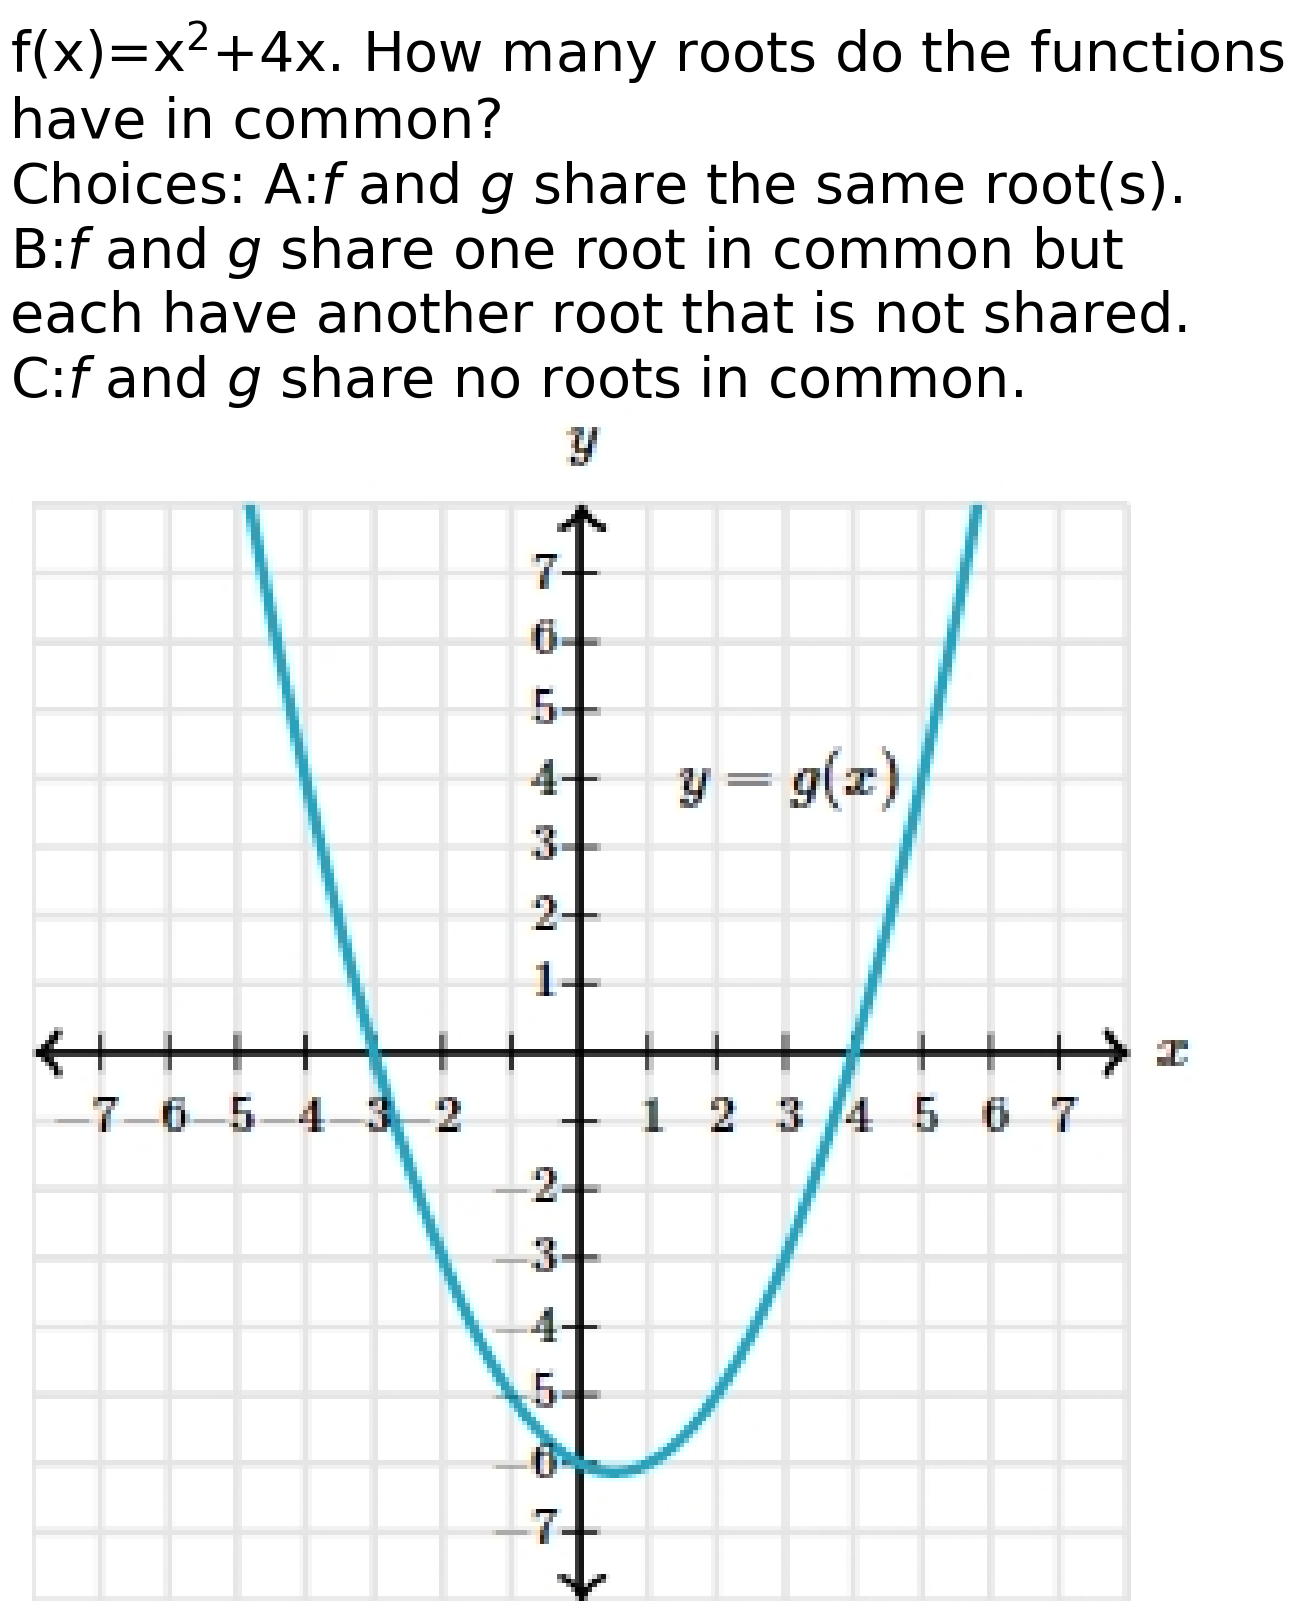 f(x)=x²+4x. How many roots do the functions
have in common?
Choices: A:f and g share the same root(s).
B:f and g share one root in common but
each have another root that is not shared.
C:f and g share no roots in common.
y
7
6
5
4
y = g(x)
3
2
1
x
-7 -6 -5 -4 -3 -2 1 2 3 4 5 6 7
-2
-3
-4
-5
-6
-7